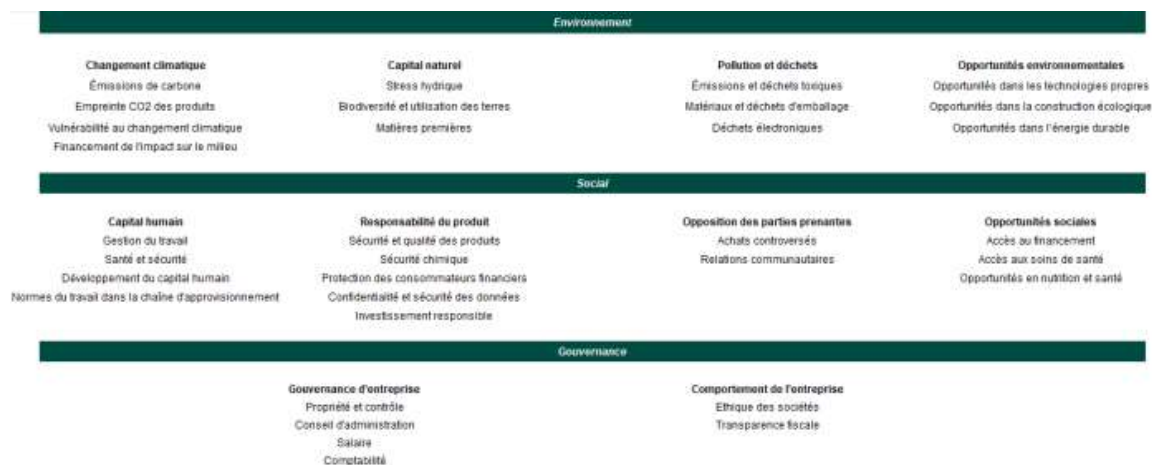 Environnement
Changement climatique
Émissions de carbone
Empreinte CO2 des produits
Vulnérabilité au changement climatique
Financement de l'impact sur le milieu
Capital naturel
Stress hydrique
Biodiversité et utilisation des terres
Matières premières
Pollution et déchets
Émissions et déchets toxiques
Matériaux et déchets d'emballage
Déchets électroniques
Opportunités environnementales
Opportunités dans les technologies propres
Opportunités dans la construction écologique
Opportunités dans l'énergie durable
Social
Capital humain
Gestion du travail
Santé et sécurité
Développement du capital humain
Normes du travail dans la chaîne d'approvisionnement
Responsabilité du produit
Sécurité et qualité des produits
Sécurité chimique
Protection des consommateurs financiers
Confidentialité et sécurité des données
Investissement responsible
Opposition des parties prenantes
Achats controversés
Relations communautaires
Opportunités sociales
Accès au financement
Accès aux soins de santé
Opportunités en nutrition et santé
Gouvernance
Gouvernance d'entreprise
Propriété et contrôle
Conseil d'administration
Salaire
Comptabilité
Comportement de l'entreprise
Ethique des sociétés
Transparence fiscale